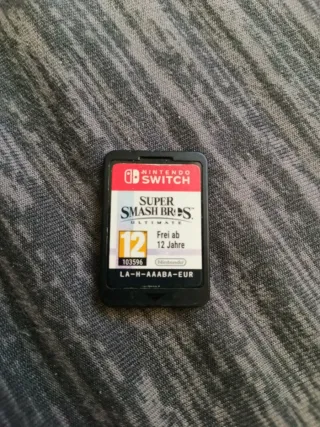 NINTENDO
SWITCH
SUPER
SMASH BROS.
ULTIMATE
12
Frei ab
12 Jahre
103596
Nintendo
LA-H-AAABA-EUR